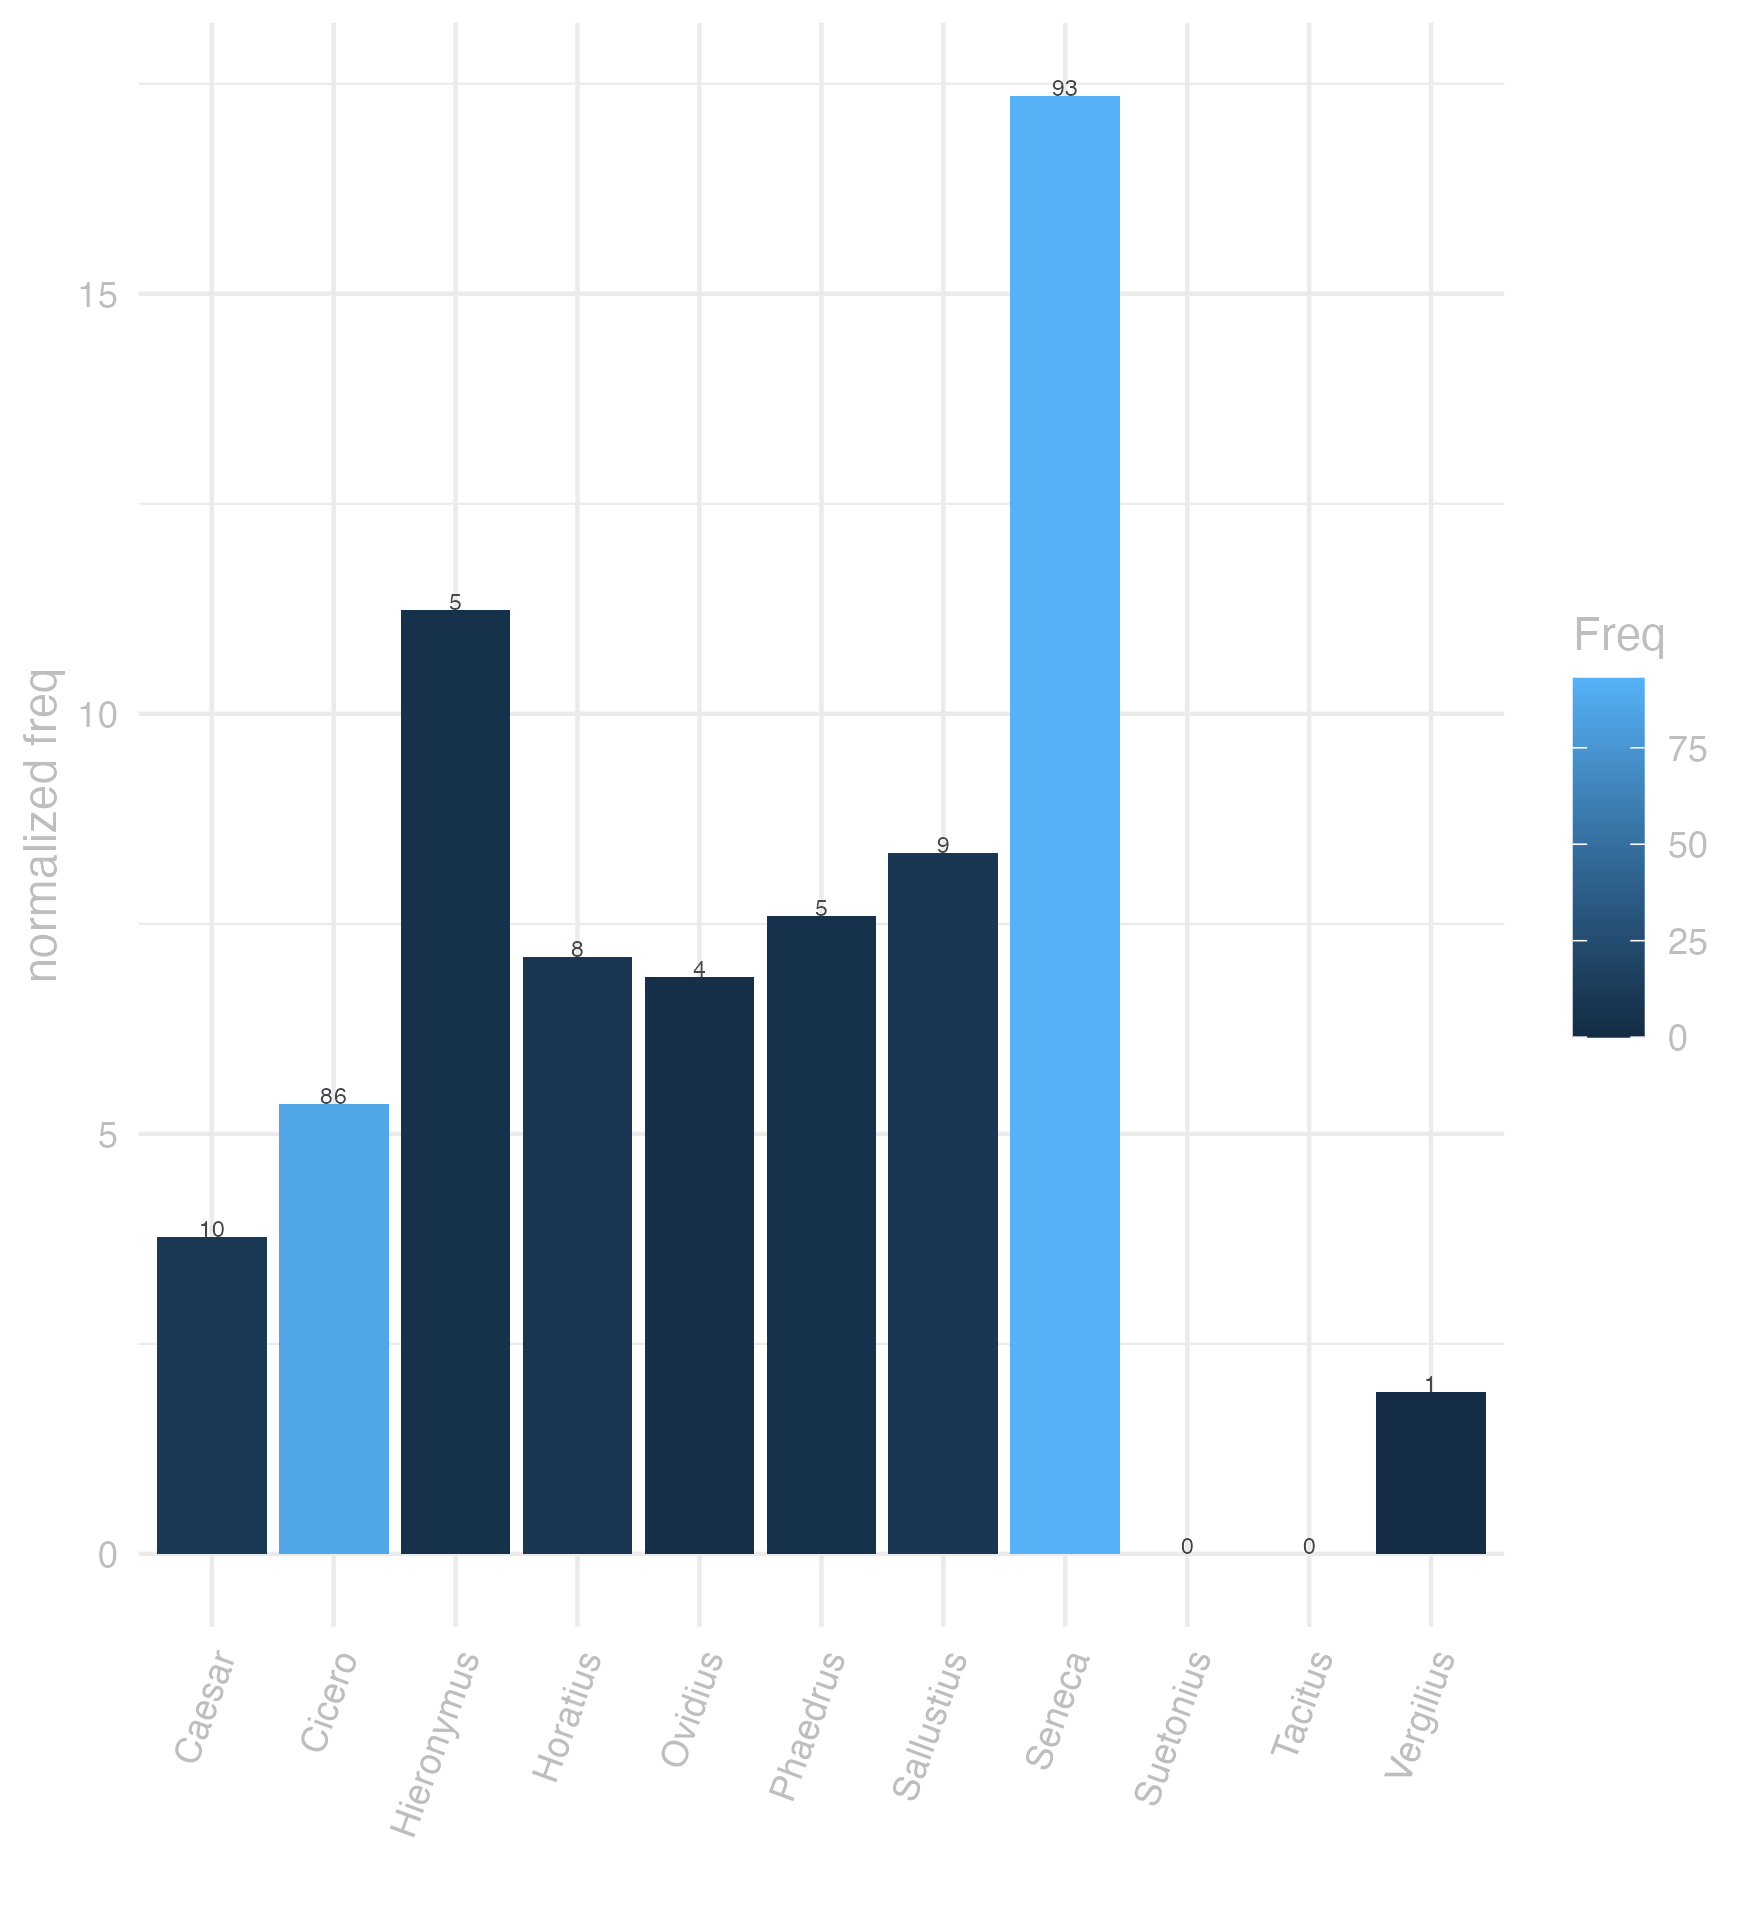 93
15
5
Freq
normalized freq
10
75
9
50
5
8
25
4
0
86
5
10
1
0
0
0
Caesar
Cicero
Hieronymus
Horatius
Ovidius
Phaedrus
Sallustius
Seneca
Suetonius
Tacitus
Vergilius